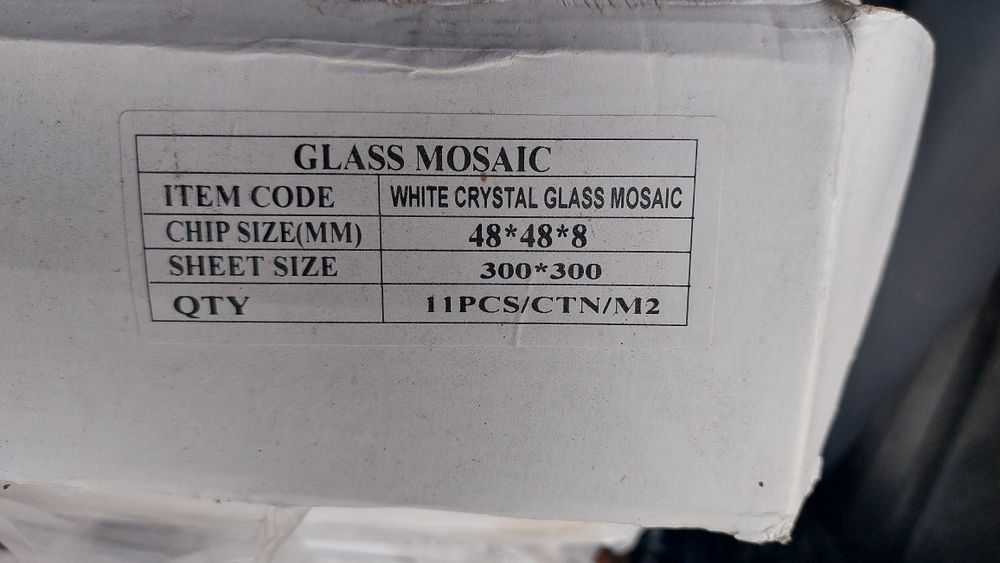 GLASS MOSAIC
ITEM CODE WHITE CRYSTAL GLASS MOSAIC
CHIP SIZE(MM) 48*48*8
SHEET SIZE 300*300
QTY 11PCS/CTN/M2